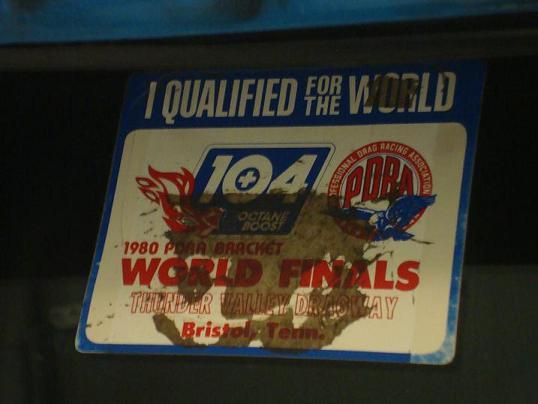 I QUALIFIED FOR THE WORLD
104+
OCTANE BOOST
PROFESSIONAL DRAG RACING ASSOCIATION
PDRA
1980 PDRA BRACKET
WORLD FINALS
THUNDER VALLEY DRAGWAY
Bristol, Tenn.